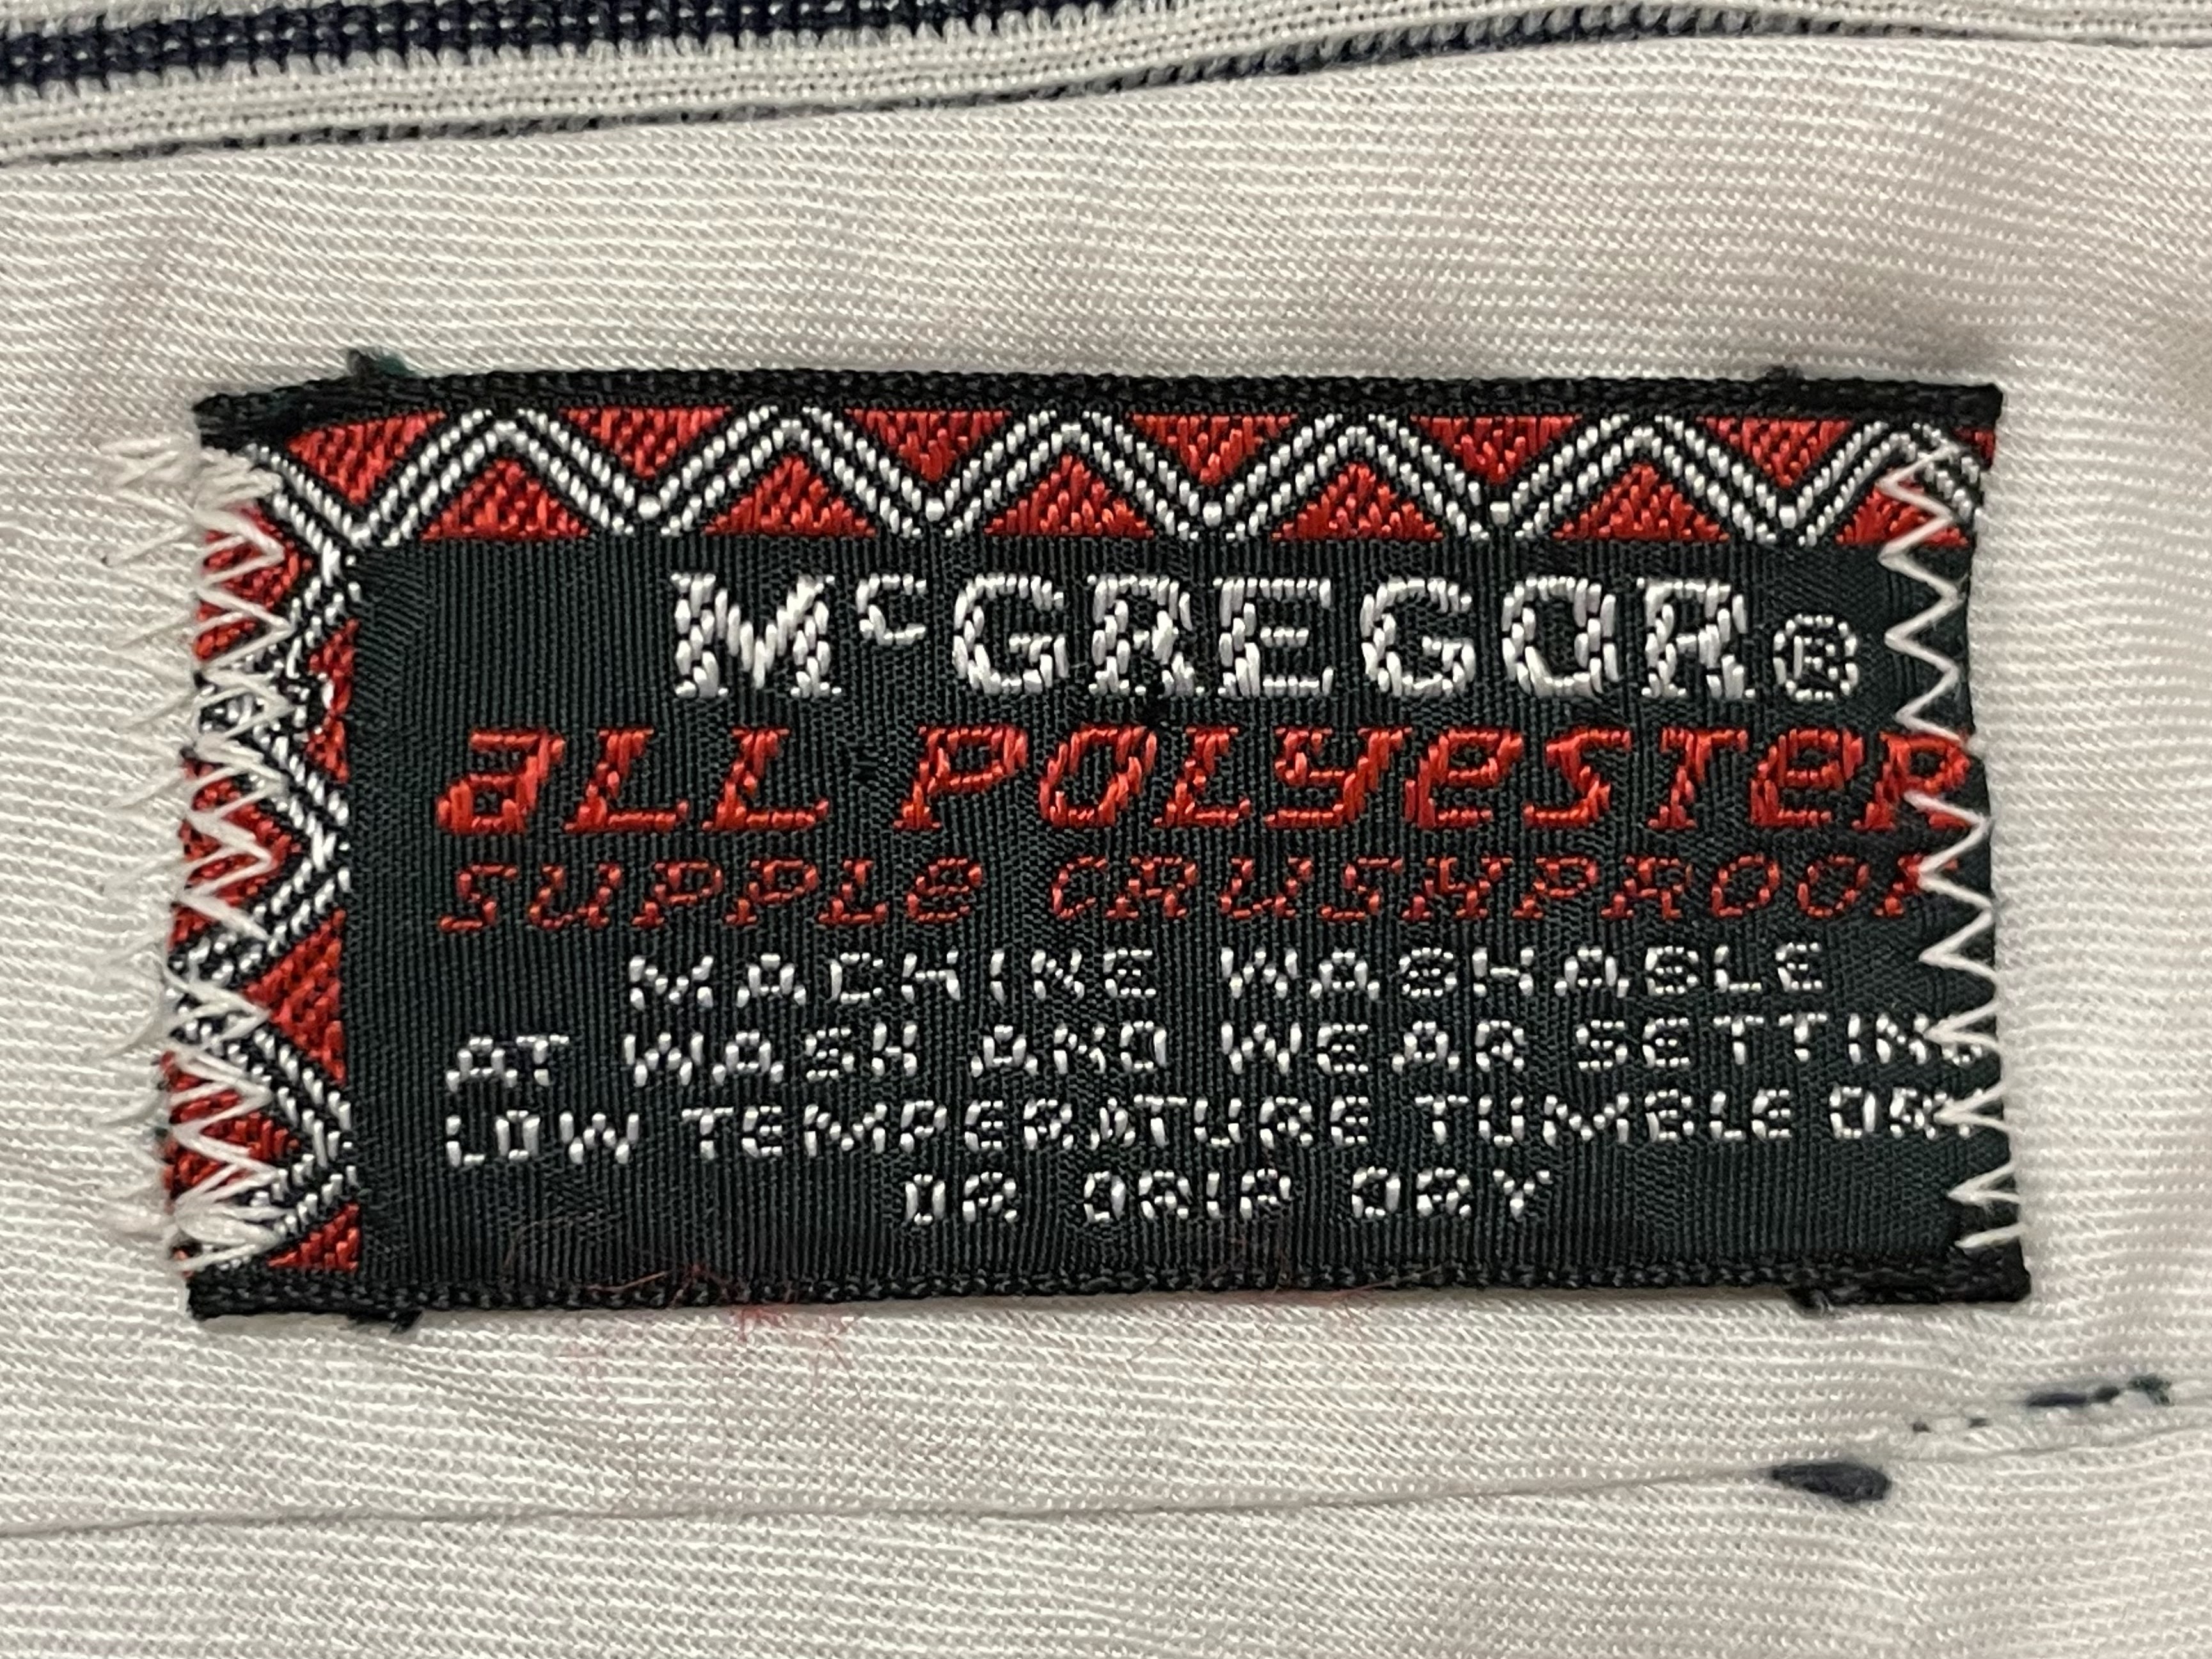 McGREGOR®
aLL POLyeSTeR
SUPPLe CRUSHPROOF
MACHINE WASHABLE
AT WASH AND WEAR SETTING
LOW TEMPERATURE TUMBLE DRY
OR DRIP DRY